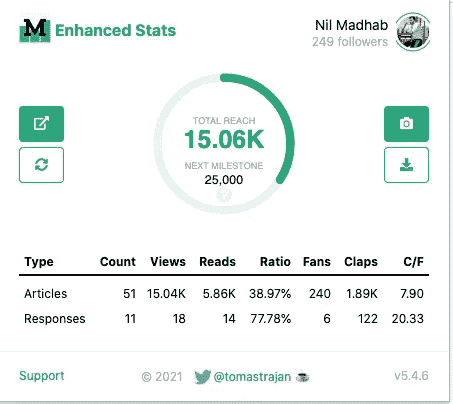 M Enhanced Stats
Nil Madhab
249 followers
TOTAL REACH
15.06K
NEXT MILESTONE
25,000
Type Count Views Reads Ratio Fans Claps C/F
Articles 51 15.04K 5.86K 38.97% 240 1.89K 7.90
Responses 11 18 14 77.78% 6 122 20.33
Support © 2021 @tomastrajan v5.4.6